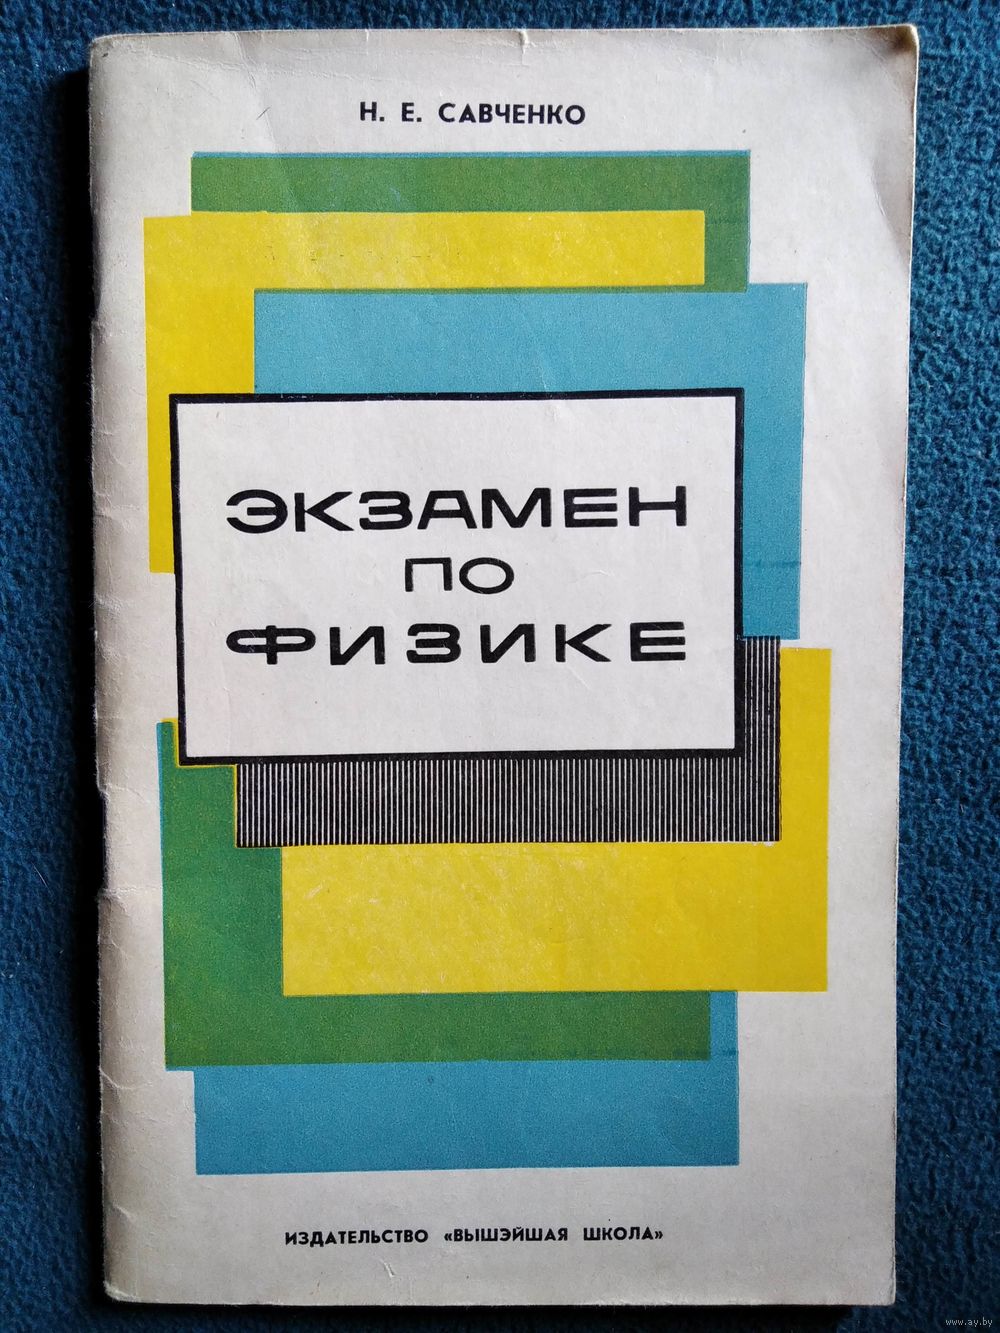 Н. Е. САВЧЕНКО
ЭКЗАМЕН
ПО
ФИЗИКЕ
ИЗДАТЕЛЬСТВО «ВЫШЭЙШАЯ ШКОЛА»
www.ay.by